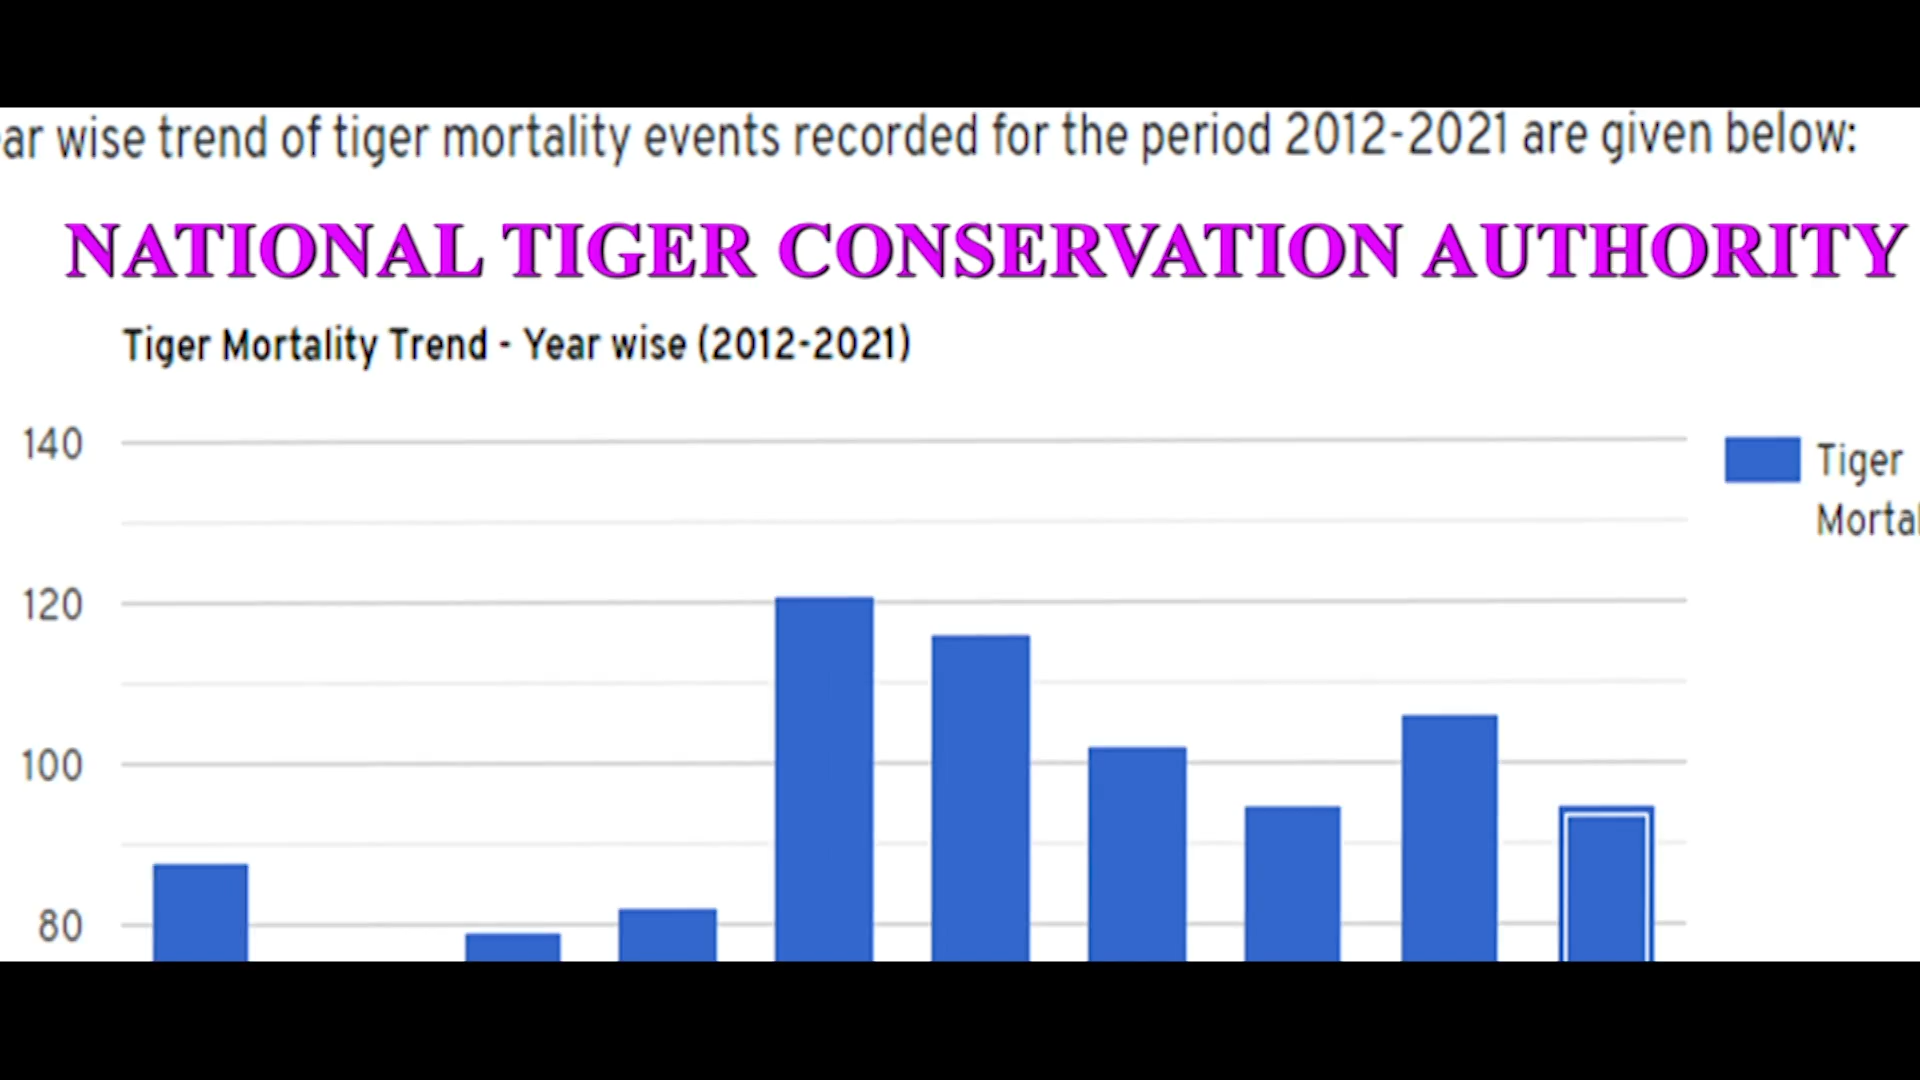 ar wise trend of tiger mortality events recorded for the period 2012-2021 are given below:
NATIONAL TIGER CONSERVATION AUTHORITY
Tiger Mortality Trend - Year wise (2012-2021)
140
Tiger
120
100
80